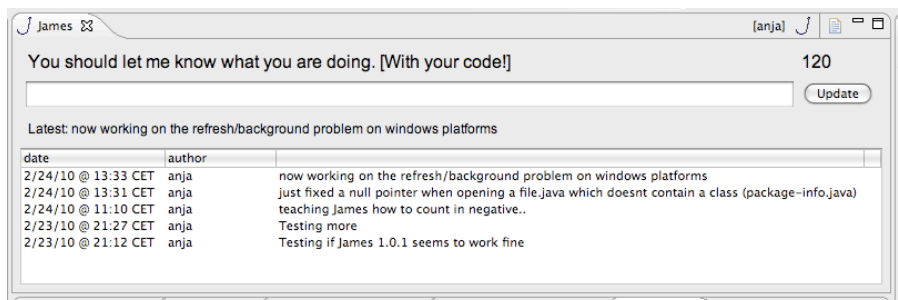 James [anja]
You should let me know what you are doing. [With your code!] 120
Update
Latest: now working on the refresh/background problem on windows platforms
date author
2/24/10 @ 13:33 CET anja now working on the refresh/background problem on windows platforms
2/24/10 @ 13:31 CET anja just fixed a null pointer when opening a file.java which doesnt contain a class (package-info.java)
2/24/10 @ 11:10 CET anja teaching James how to count in negative..
2/23/10 @ 21:27 CET anja Testing more
2/23/10 @ 21:12 CET anja Testing if James 1.0.1 seems to work fine